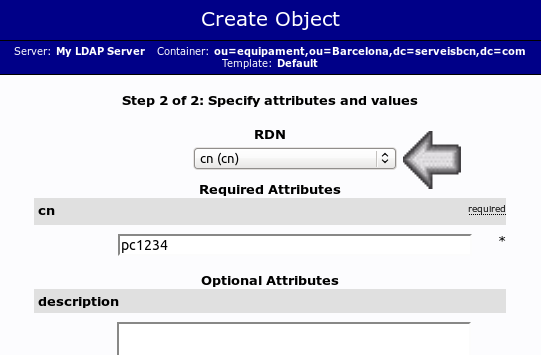 Create Object
Server: My LDAP Server Container: ou=equipament,ou=Barcelona,dc=serveisbcn,dc=com
Template: Default
Step 2 of 2: Specify attributes and values
RDN
cn (cn)
Required Attributes
cn required
pc1234 *
Optional Attributes
description